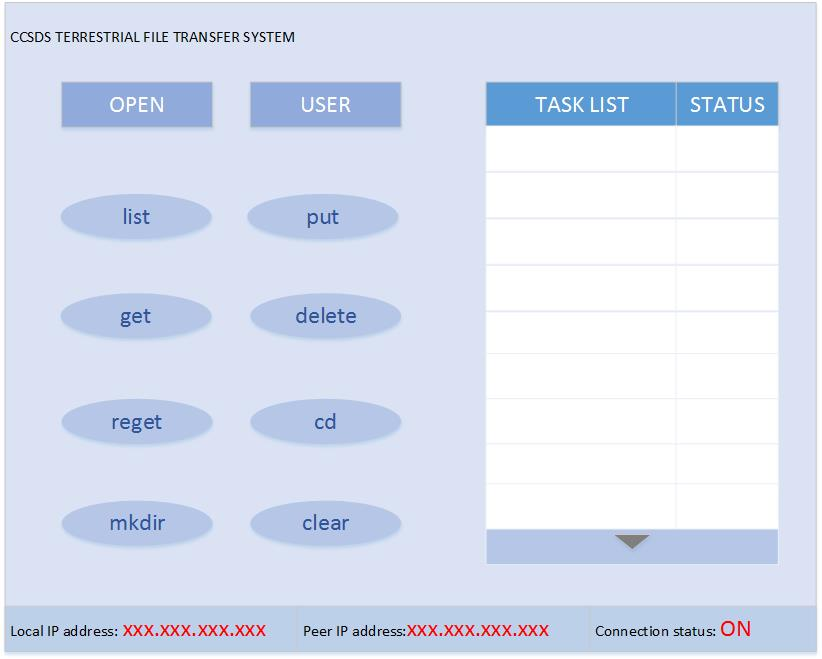 CCSDS TERRESTRIAL FILE TRANSFER SYSTEM
OPEN USER
list put
get delete
reget cd
mkdir clear
TASK LIST STATUS
Local IP address: XXX.XXX.XXX.XXX
Peer IP address:XXX.XXX.XXX.XXX
Connection status: ON